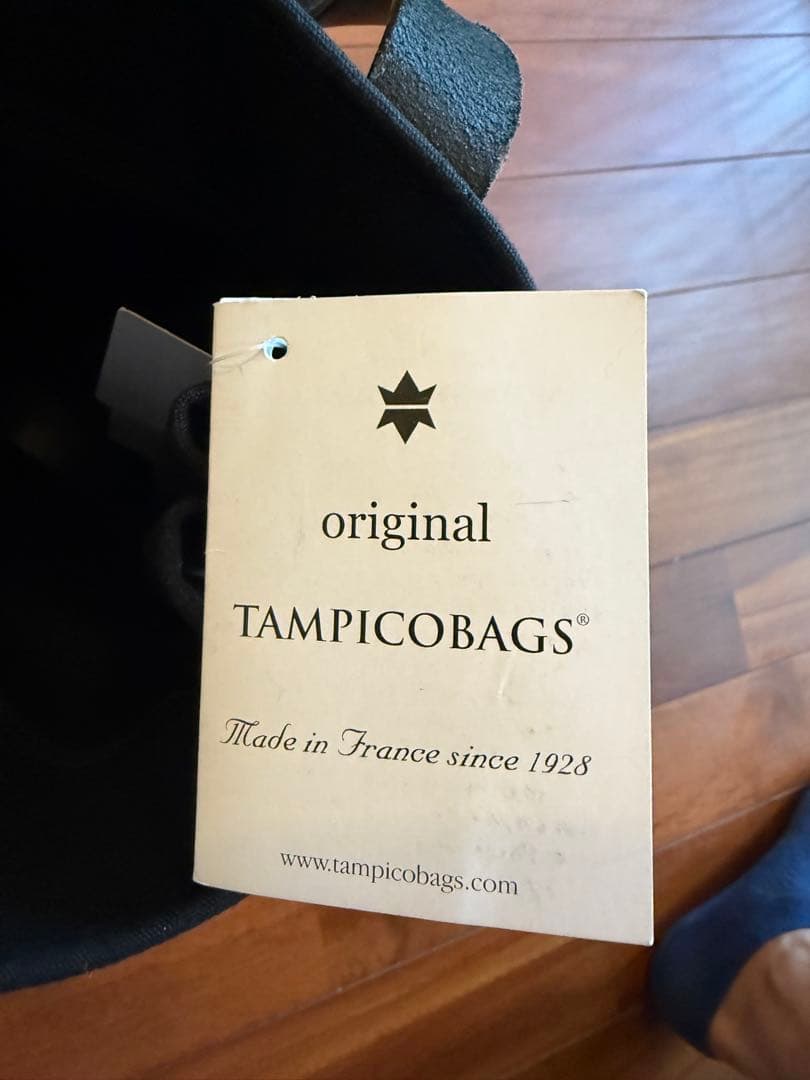 original
TAMPICOBAGS®
Made in France since 1928
www.tampicobags.com